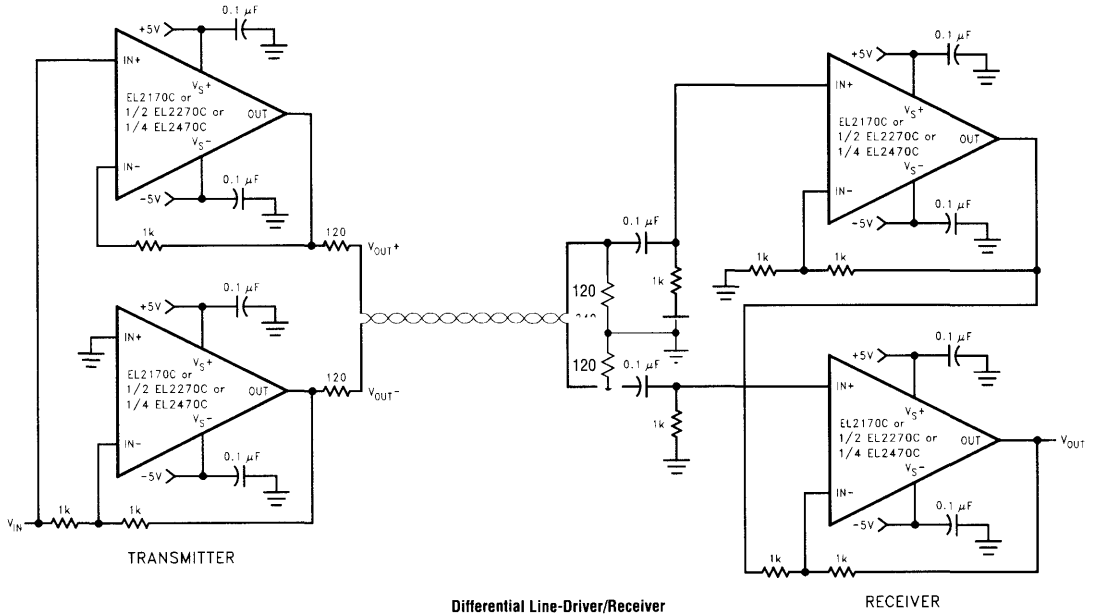 +5V
0.1 µF
IN+
VS+
EL2170C or
1/2 EL2270C or
1/4 EL2470C
OUT
VS−
IN−
−5V
0.1 µF
1k
120
VOUT+
+5V
0.1 µF
IN+
VS+
EL2170C or
1/2 EL2270C or
1/4 EL2470C
OUT
VS−
IN−
−5V
0.1 µF
120
VOUT−
VIN
1k
1k
TRANSMITTER
0.1 µF
120
1k
120
0.1 µF
1k
+5V
0.1 µF
IN+
VS+
EL2170C or
1/2 EL2270C or
1/4 EL2470C
OUT
VS−
IN−
−5V
0.1 µF
1k
1k
+5V
0.1 µF
IN+
VS+
EL2170C or
1/2 EL2270C or
1/4 EL2470C
OUT
VOUT
VS−
IN−
−5V
0.1 µF
1k
1k
RECEIVER
Differential Line-Driver/Receiver